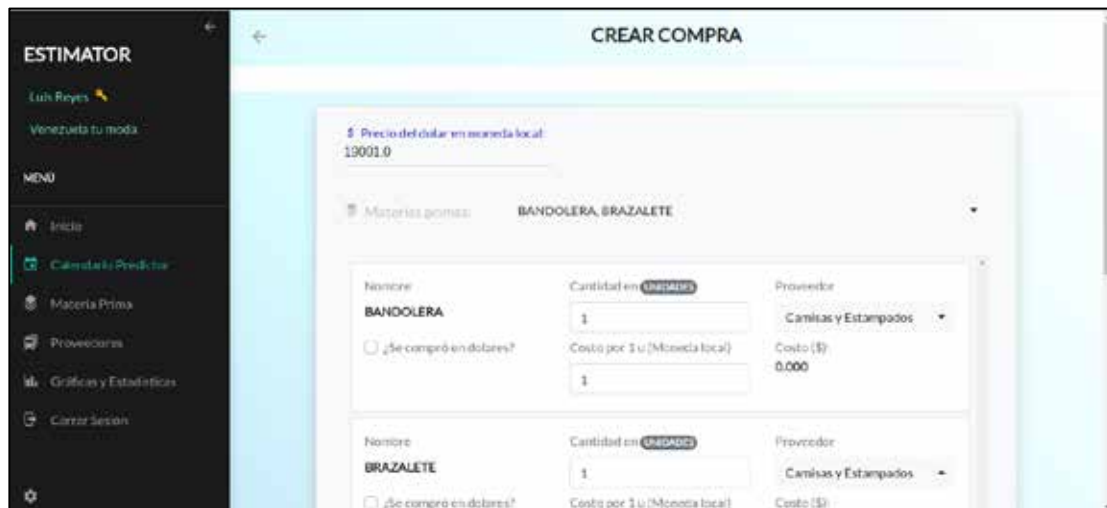 ESTIMATOR
Luis Reyes
Venezuela tu moda
MENÚ
Inicio
Calendario Predictor
Materia Prima
Proveedores
Gráficas y Estadísticas
Cerrar Sesión
CREAR COMPRA
$ Precio del dolar en moneda local:
19001.0
Materias primas: BANDOLERA, BRAZALETE
Nombre Cantidad en UNIDADES Proveedor
BANDOLERA 1 Camisas y Estampados
¿Se compró en dolares? Costo por 1 u (Moneda local) Costo ($):
1 0.000
Nombre Cantidad en UNIDADES Proveedor
BRAZALETE 1 Camisas y Estampados
¿Se compró en dolares? Costo por 1 u (Moneda local) Costo ($):